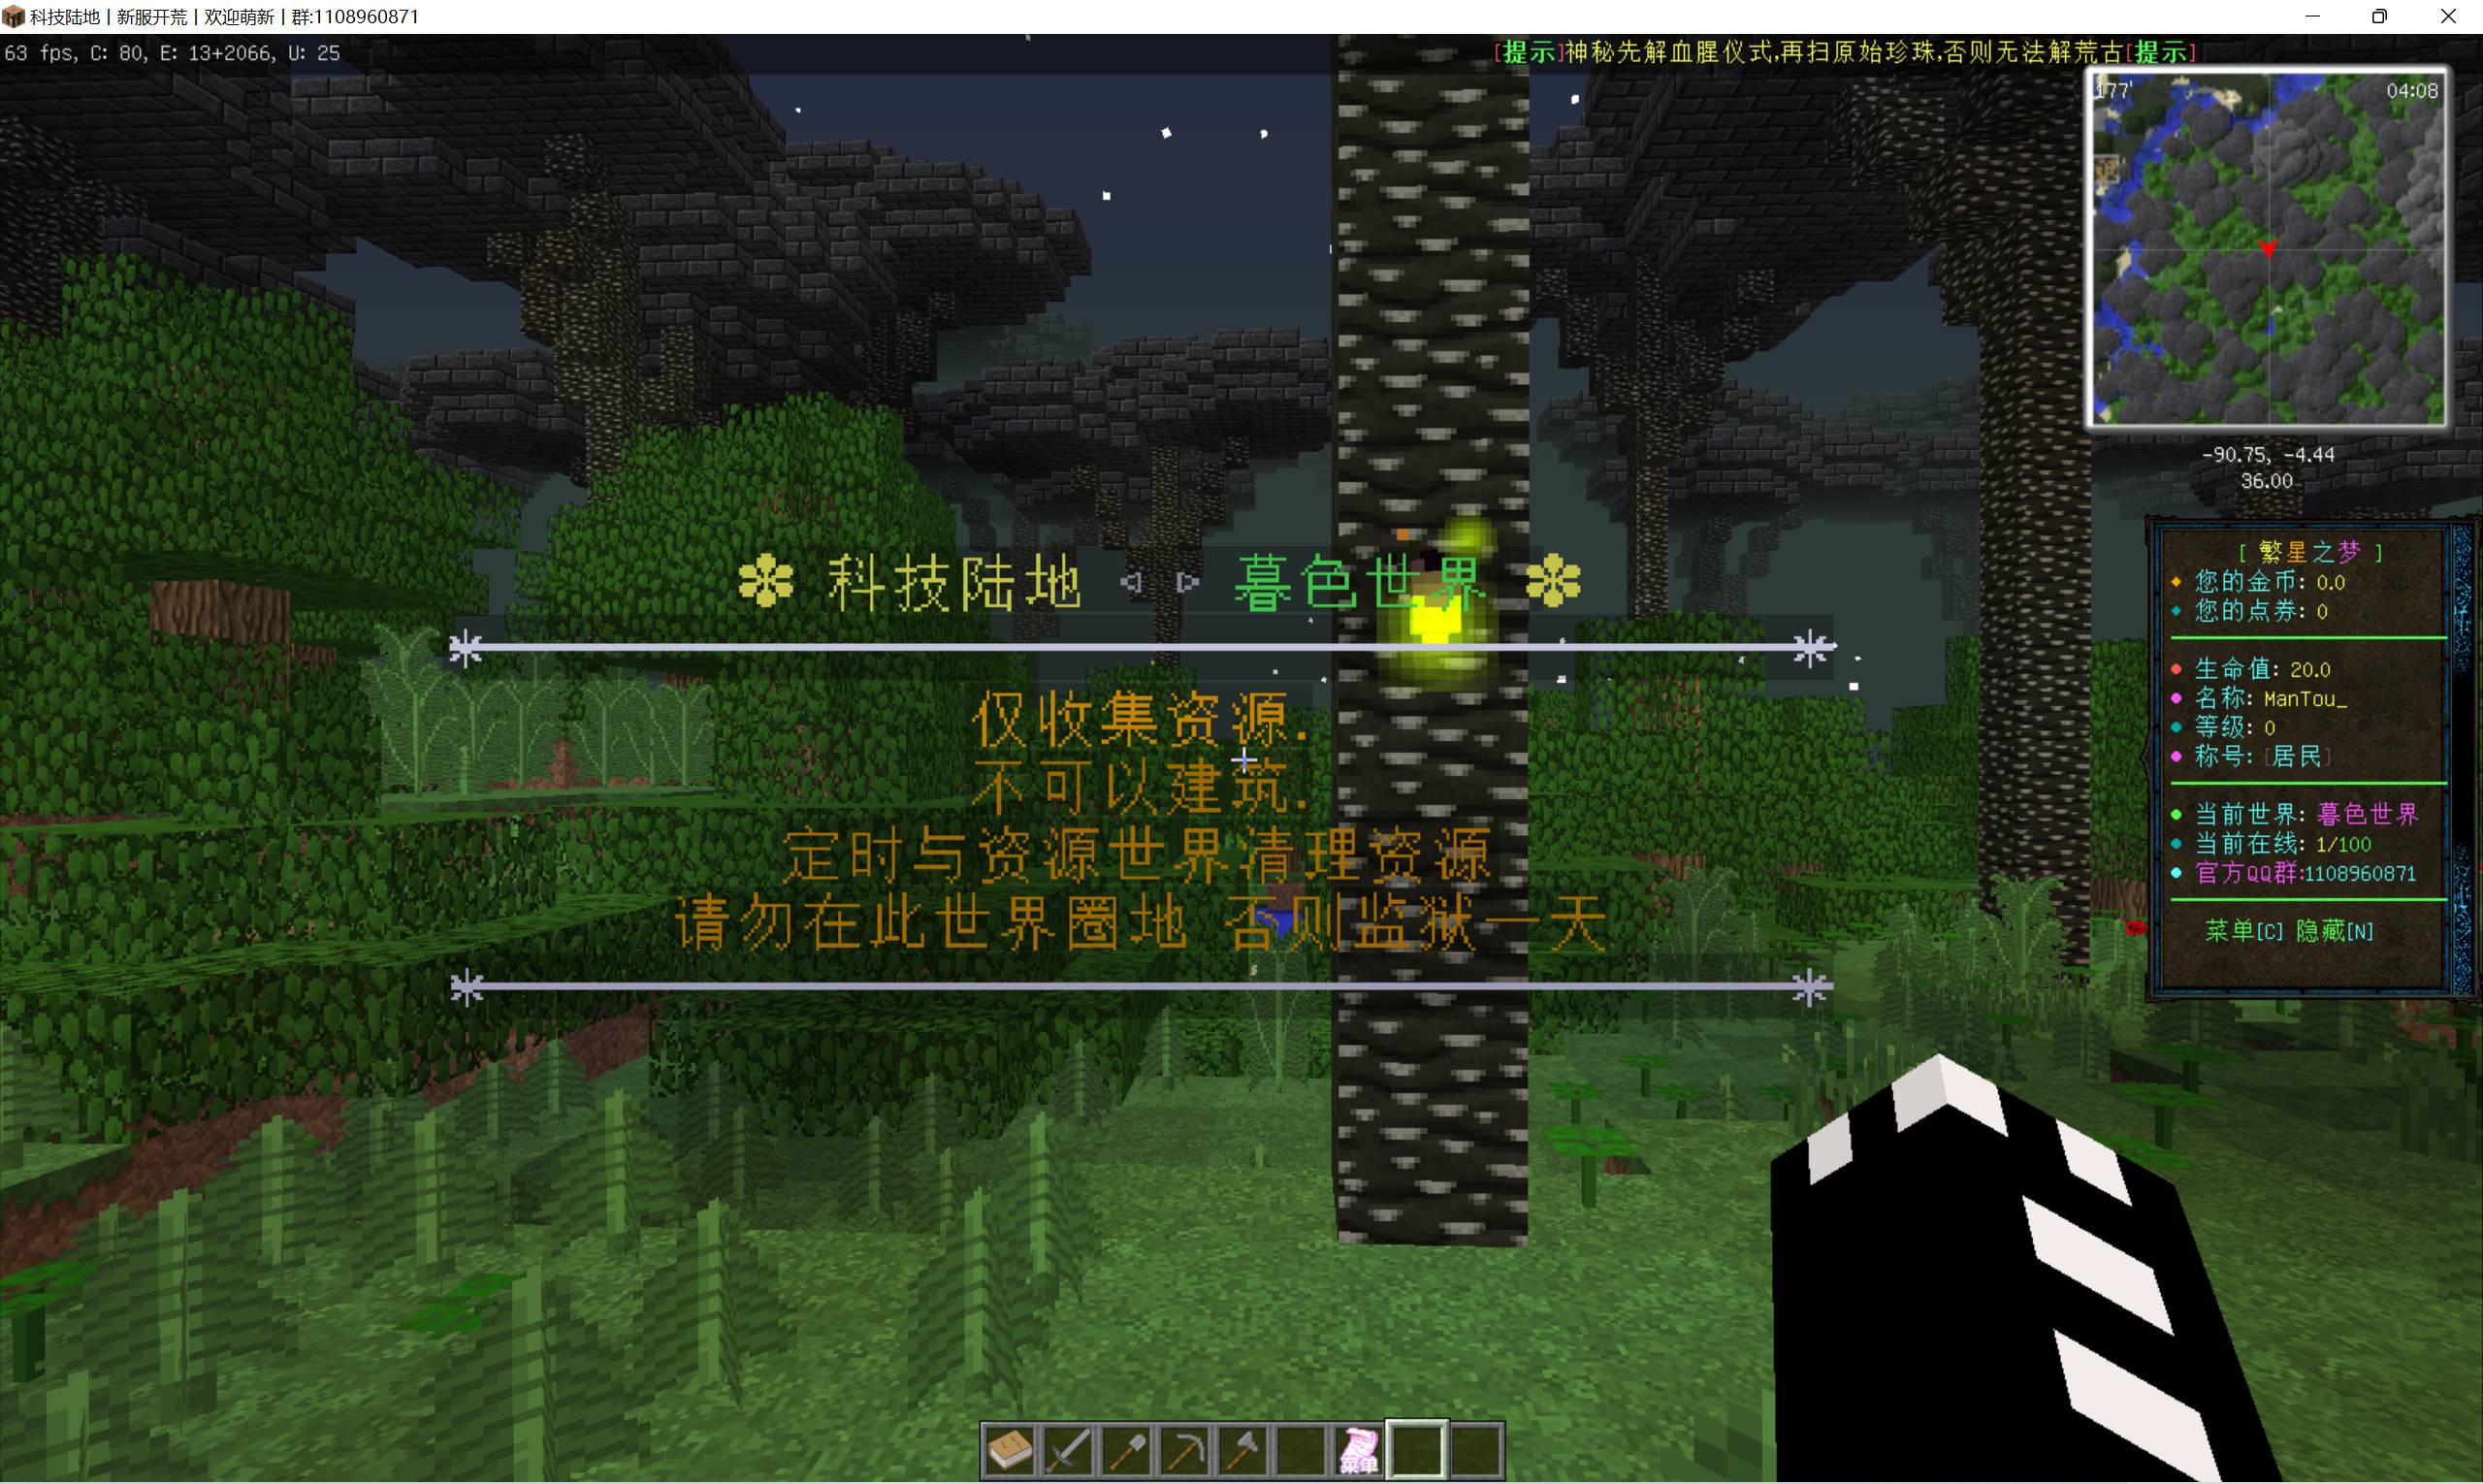 科技陆地丨新服开荒丨欢迎萌新丨群:1108960871
63 fps, C: 80, E: 13+2066, U: 25
[提示]神秘先解血腥仪式,再扫原始珍珠,否则无法解荒古[提示]
177'
04:08
-90.75, -4.44
36.00
科技陆地
暮色世界
仅收集资源.
不可以建筑.
定时与资源世界清理资源
请勿在此世界圈地 否则监狱一天
[ 繁星之梦 ]
您的金币: 0.0
您的点券: 0
生命值: 20.0
名称: ManTou_
等级: 0
称号: [居民]
当前世界: 暮色世界
当前在线: 1/100
官方QQ群:1108960871
菜单[C] 隐藏[N]
菜单